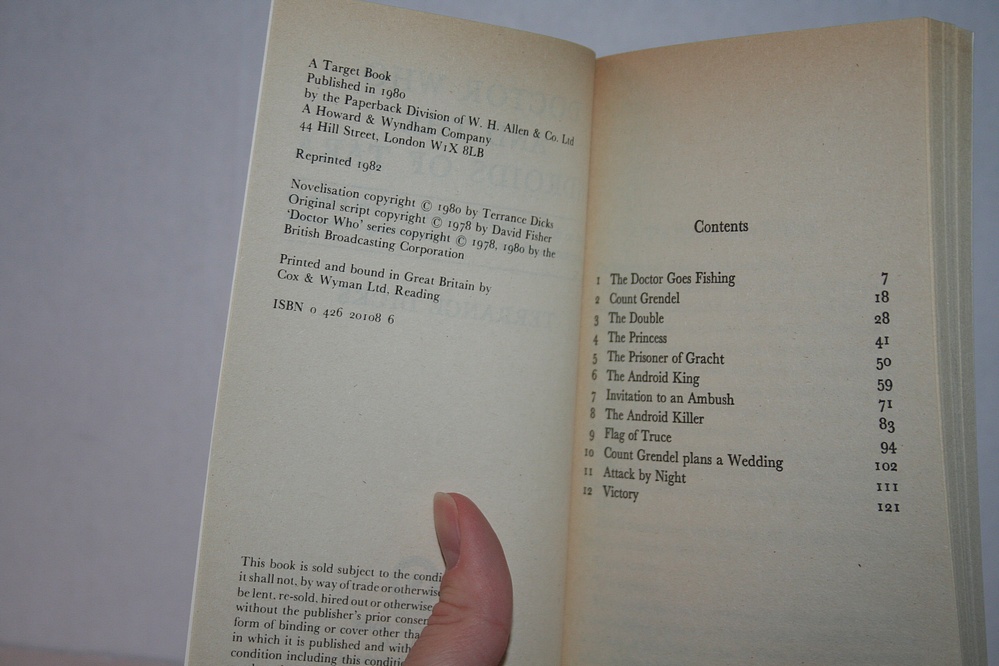 A Target Book
Published in 1980
by the Paperback Division of W. H. Allen & Co. Ltd
A Howard & Wyndham Company
44 Hill Street, London W1X 8LB
Reprinted 1982
Novelisation copyright © 1980 by Terrance Dicks
Original script copyright © 1978 by David Fisher
'Doctor Who' series copyright © 1978, 1980 by the
British Broadcasting Corporation
Printed and bound in Great Britain by
Cox & Wyman Ltd, Reading
ISBN 0 426 20108 6
This book is sold subject to the
it shall not, by way of trade or otherwise
be lent, re-sold, hired out or otherwise
without the publisher's prior
form of binding or cover other
in which it is published and
condition including this
Contents
1 The Doctor Goes Fishing 7
2 Count Grendel 18
3 The Double 28
4 The Princess 41
5 The Prisoner of Gracht 50
6 The Android King 59
7 Invitation to an Ambush 71
8 The Android Killer 83
9 Flag of Truce 94
10 Count Grendel plans a Wedding 102
11 Attack by Night 111
12 Victory 121